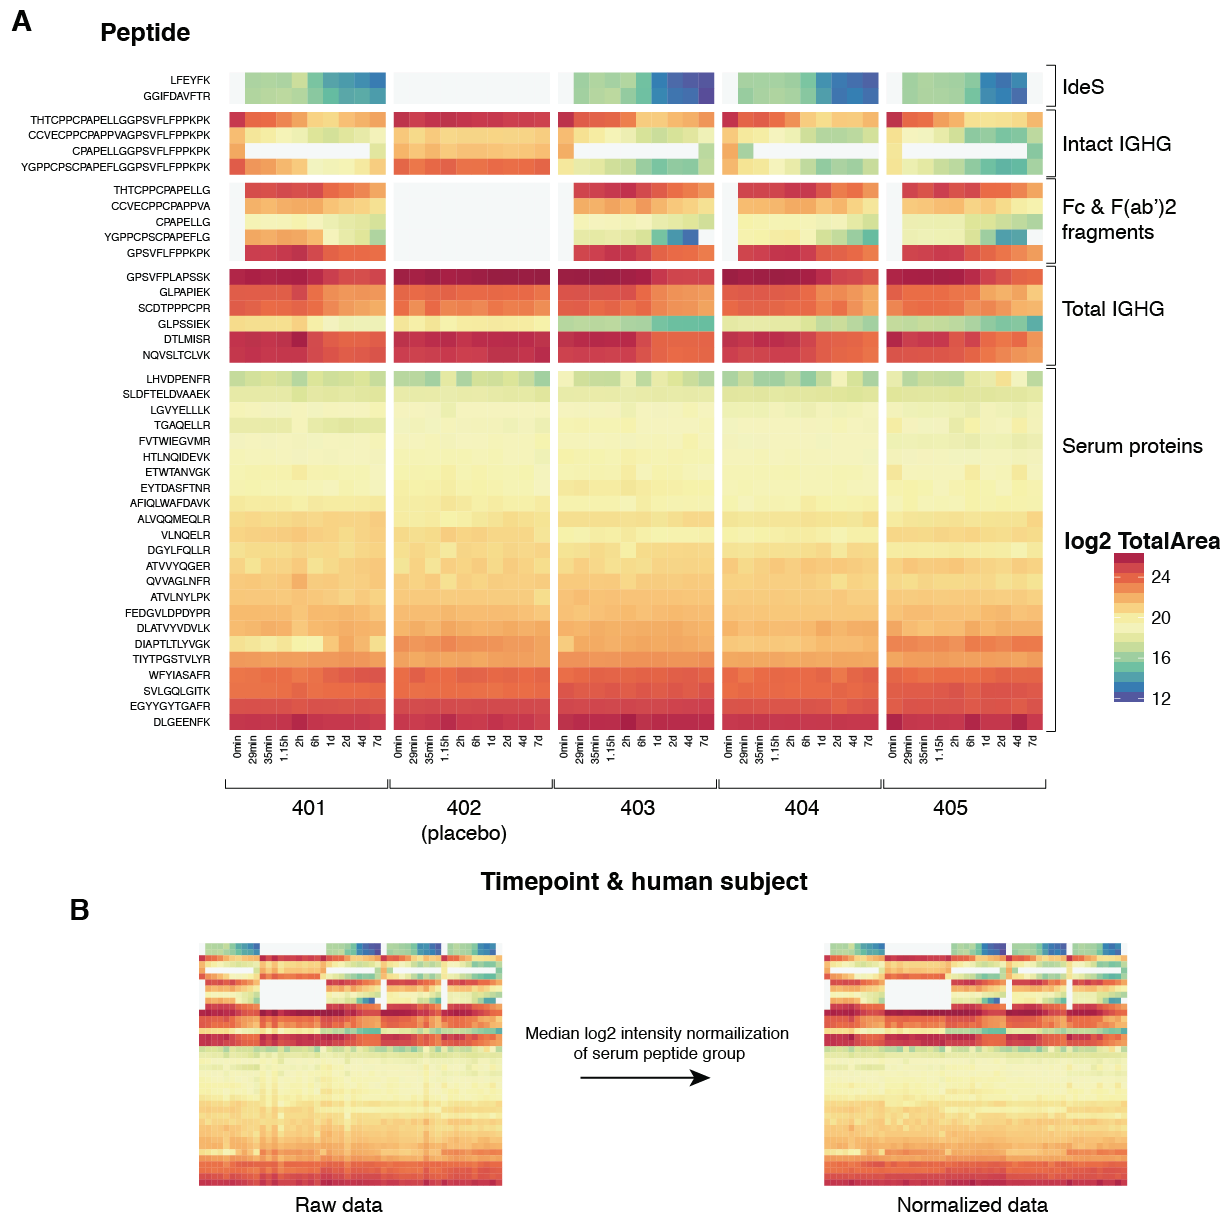 A
Peptide
LFEYFK
GGIFDAVFTR
IdeS
THTCPPCPAPELLGGPSVFLFPPKPK
CCVECPPCPAPPVAGPSVFLFPPKPK
CPAPELLGGPSVFLFPPKPK
YGPPCPSCPAPEFLGGPSVFLFPPKPK
Intact IGHG
THTCPPCPAPELLG
CCVECPPCPAPPVA
CPAPELLG
YGPPCPSCPAPEFLG
GPSVFLFPPKPK
Fc & F(ab’)2
fragments
GPSVFPLAPSSK
GLPAPIEK
SCDTPPPCPR
GLPSSIEK
DTLMISR
NQVSLTCLVK
Total IGHG
LHVDPENFR
SLDFTELDVAAEK
LGVYELLLK
TGAQELLR
FVTWIEGVMR
HTLNQIDEVK
ETWTANVGK
EYTDASFTNR
AFIQLWAFDAVK
ALVQQMEQLR
VLNQELR
DGYLFQLLR
ATVVYQGER
QVVAGLNFR
ATVLNYLPK
FEDGVLDPDYPR
DLATVYVDVLK
DIAPTLTLYVGK
TIYTPGSTVLYR
WFYIASAFR
SVLGQLGITK
EGYYGYTGAFR
DLGEENFK
Serum proteins
log2 TotalArea
24
20
16
12
0min 29min 35min 1.15h 2h 6h 1d 2d 4d 7d
0min 29min 35min 1.15h 2h 6h 1d 2d 4d 7d
0min 29min 35min 1.15h 2h 6h 1d 2d 4d 7d
0min 29min 35min 1.15h 2h 6h 1d 2d 4d 7d
0min 29min 35min 1.15h 2h 6h 1d 2d 4d 7d
401 402 403 404 405
(placebo)
Timepoint & human subject
B
Median log2 intensity normailization
of serum peptide group
Raw data
Normalized data